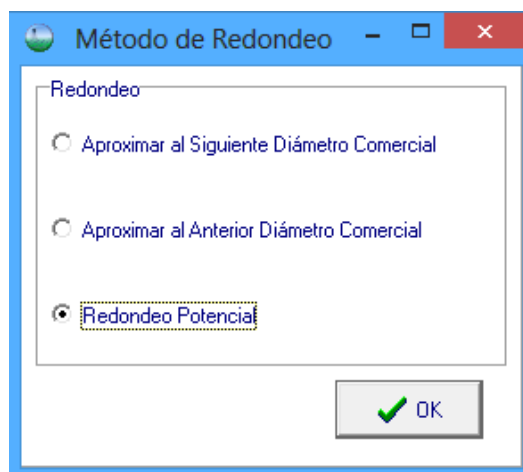 Método de Redondeo
Redondeo
Aproximar al Siguiente Diámetro Comercial
Aproximar al Anterior Diámetro Comercial
Redondeo Potencial
OK